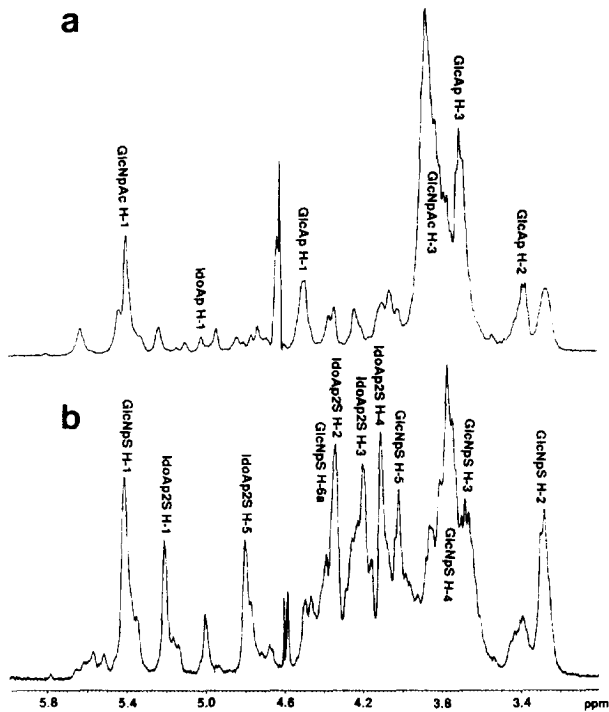 a
GlcNpAc H-1
IdoAp H-1
GlcAp H-1
GlcNpAc H-3
GlcAp H-3
GlcAp H-2
b
GlcNpS H-1
IdoAp2S H-1
IdoAp2S H-5
GlcNpS H-6a
IdoAp2S H-2
IdoAp2S H-3
IdoAp2S H-4
GlcNpS H-5
GlcNpS H-4
GlcNpS H-3
GlcNpS H-2
5.8 5.4 5.0 4.6 4.2 3.8 3.4 ppm